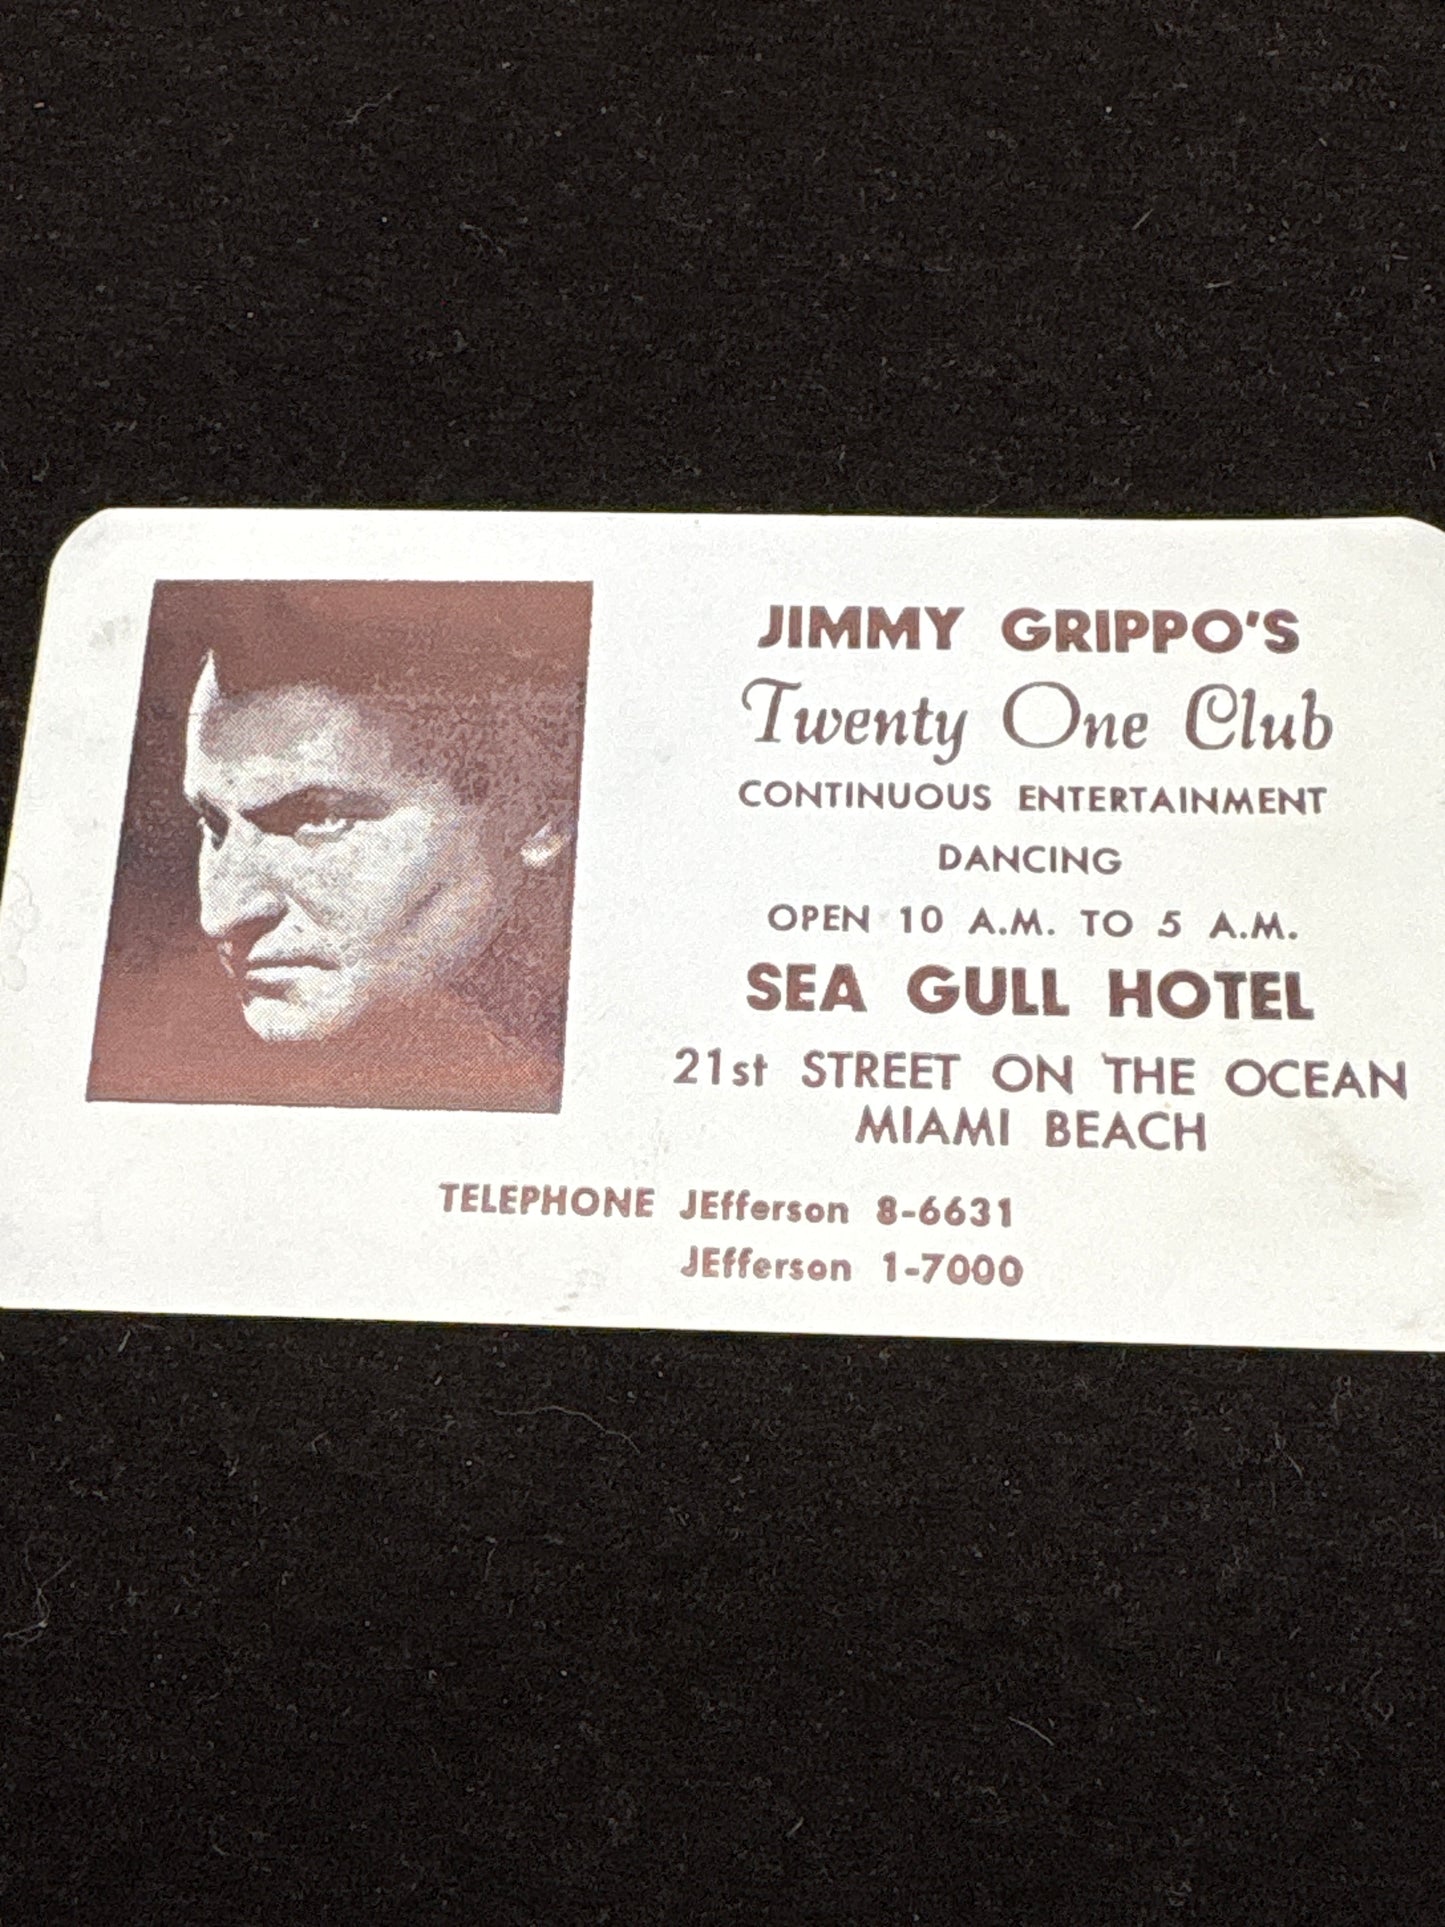 JIMMY GRIPPO'S
Twenty One Club
CONTINUOUS ENTERTAINMENT
DANCING
OPEN 10 A.M. TO 5 A.M.
SEA GULL HOTEL
21st STREET ON THE OCEAN
MIAMI BEACH
TELEPHONE JEfferson 8-6631
JEfferson 1-7000